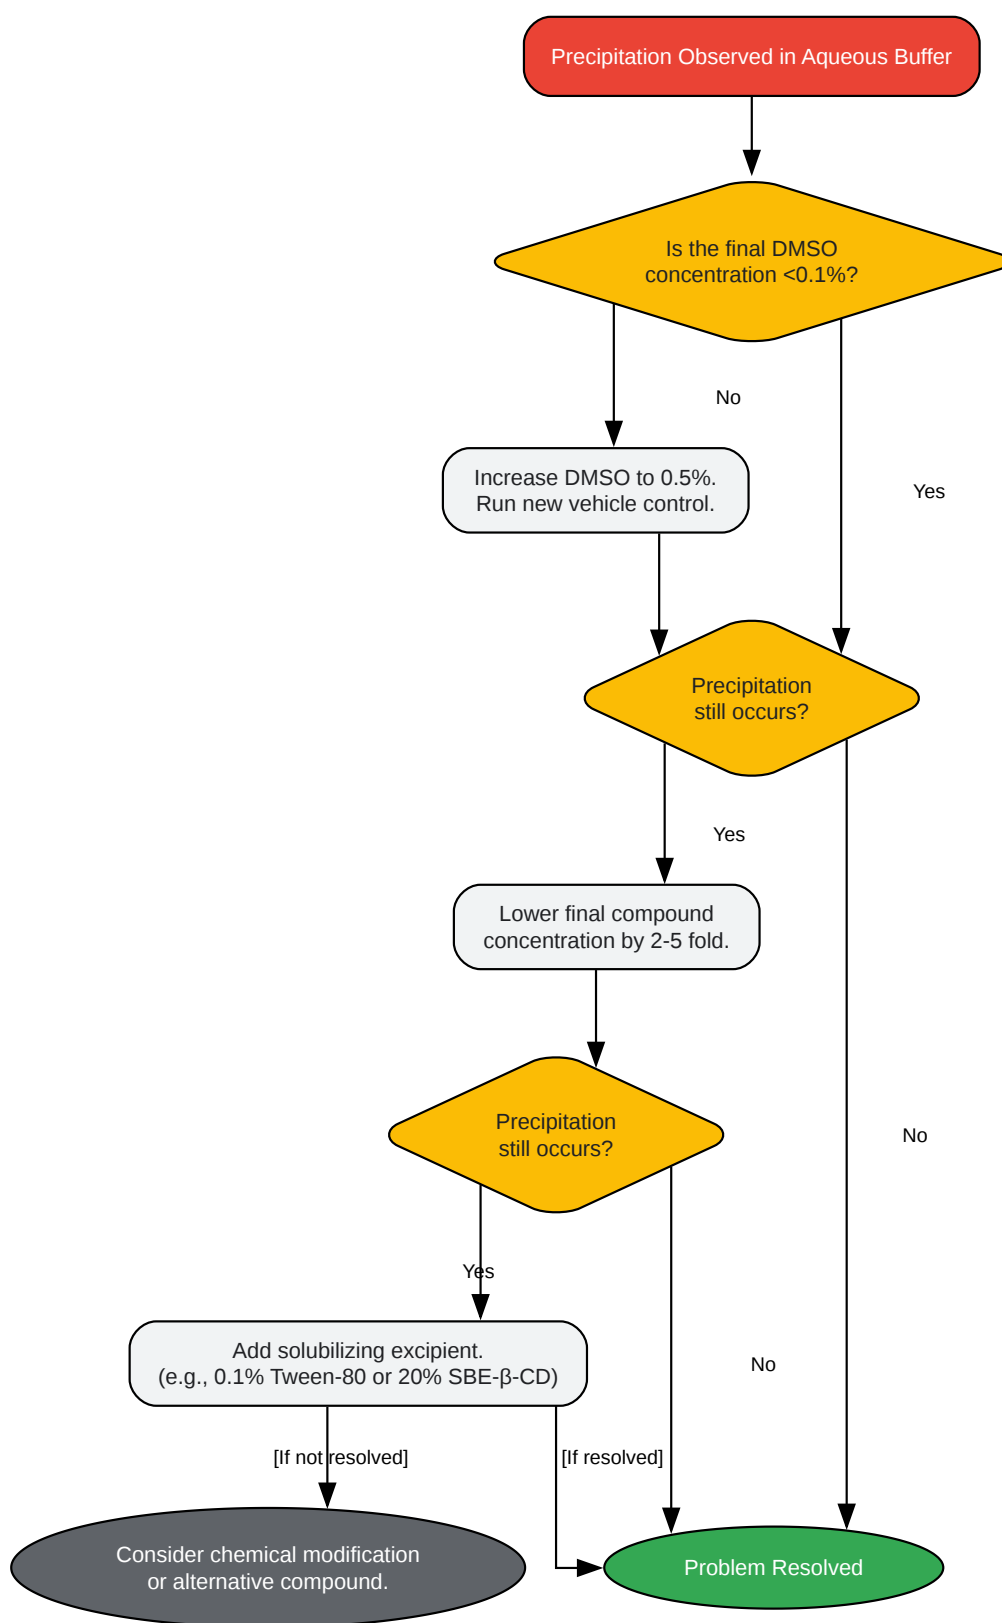 Precipitation Observed in Aqueous Buffer
Is the final DMSO
concentration <0.1%?
No
Yes
Increase DMSO to 0.5%.
Run new vehicle control.
Precipitation
still occurs?
Yes
No
Lower final compound
concentration by 2-5 fold.
Precipitation
still occurs?
Yes
No
Add solubilizing excipient.
(e.g., 0.1% Tween-80 or 20% SBE-β-CD)
[If not resolved]
[If resolved]
Consider chemical modification
or alternative compound.
Problem Resolved